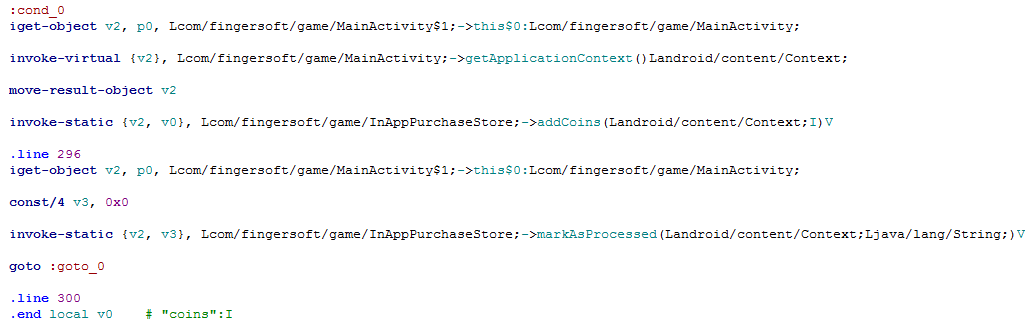 :cond_0
iget-object v2, p0, Lcom/fingersoft/game/MainActivity$1;->this$0:Lcom/fingersoft/game/MainActivity;
invoke-virtual {v2}, Lcom/fingersoft/game/MainActivity;->getApplicationContext()Landroid/content/Context;
move-result-object v2
invoke-static {v2, v0}, Lcom/fingersoft/game/InAppPurchaseStore;->addCoins(Landroid/content/Context;I)V
.line 296
iget-object v2, p0, Lcom/fingersoft/game/MainActivity$1;->this$0:Lcom/fingersoft/game/MainActivity;
const/4 v3, 0x0
invoke-static {v2, v3}, Lcom/fingersoft/game/InAppPurchaseStore;->markAsProcessed(Landroid/content/Context;Ljava/lang/String;)V
goto :goto_0
.line 300
.end local v0    # "coins":I